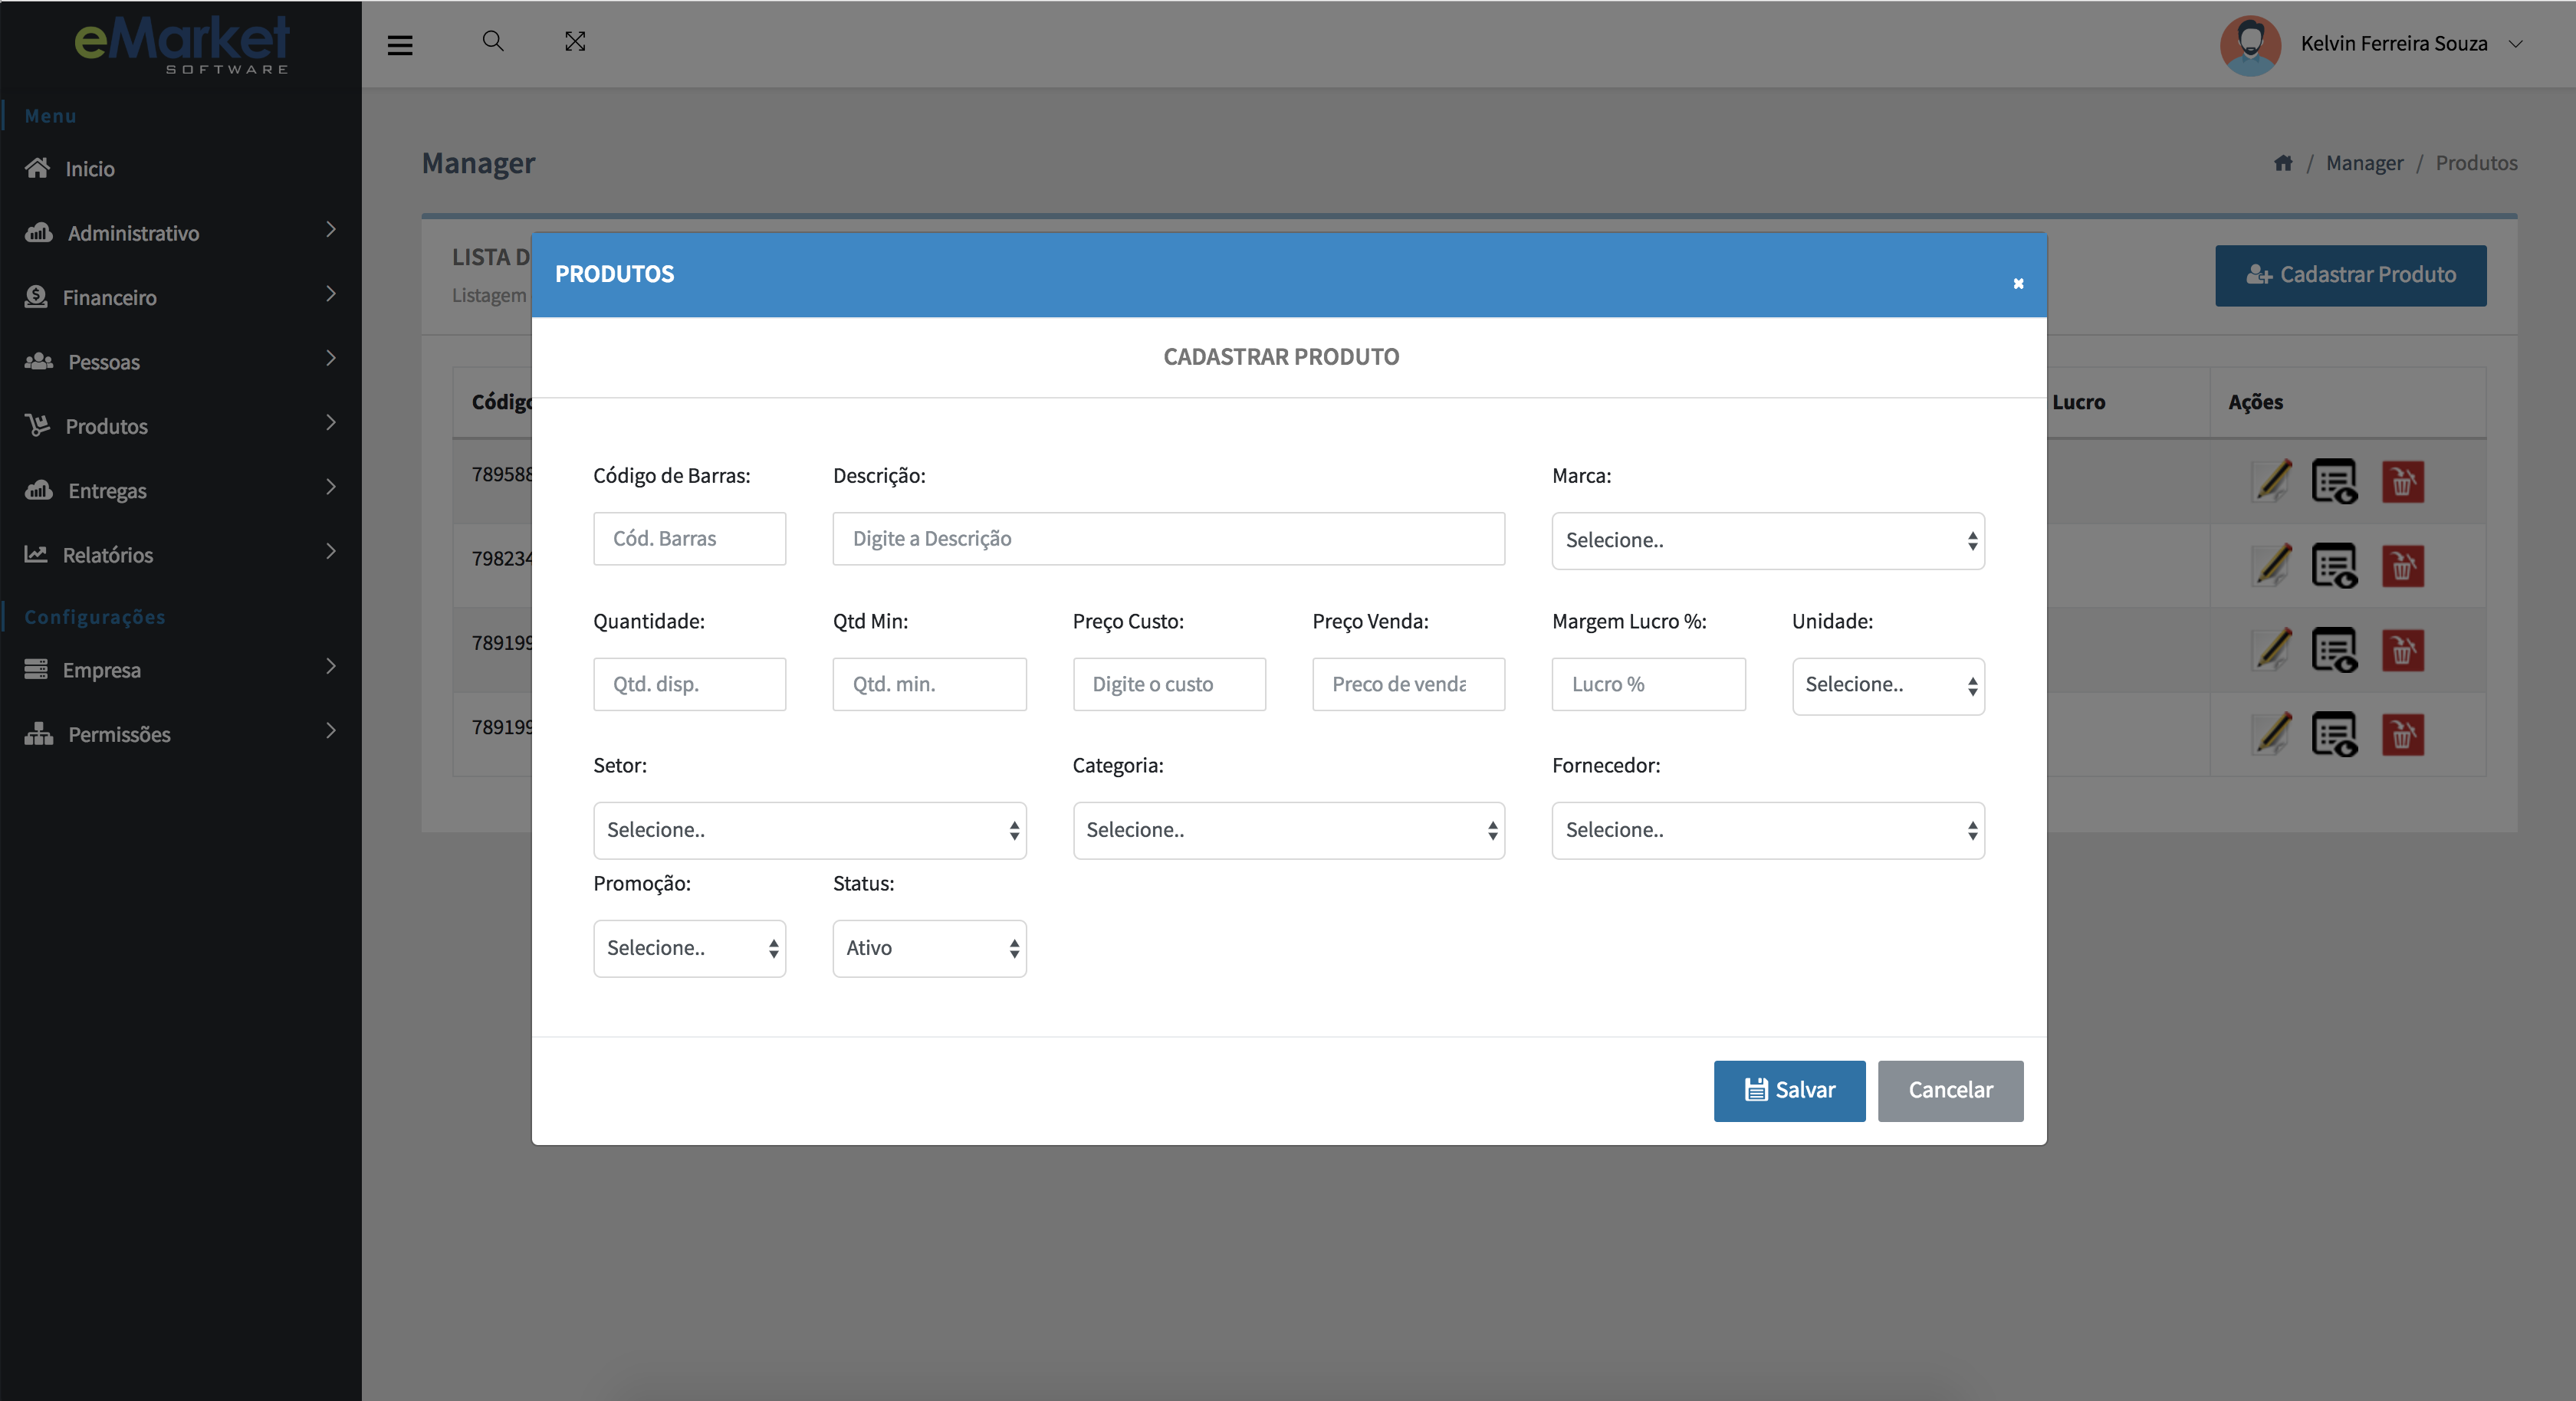 eMarket
SOFTWARE
Kelvin Ferreira Souza
Menu
Inicio
Administrativo
Financeiro
Pessoas
Produtos
Entregas
Relatórios
Configurações
Empresa
Permissões
Manager
/ Manager / Produtos
LISTA D
Listagem
Cadastrar Produto
Código
Lucro
Ações
789588
798234
789199
789199
PRODUTOS
×
CADASTRAR PRODUTO
Código de Barras: Descrição: Marca:
Cód. Barras Digite a Descrição Selecione..
Quantidade: Qtd Min: Preço Custo: Preço Venda: Margem Lucro %: Unidade:
Qtd. disp. Qtd. min. Digite o custo Preco de venda Lucro % Selecione..
Setor: Categoria: Fornecedor:
Selecione.. Selecione.. Selecione..
Promoção: Status:
Selecione.. Ativo
Salvar Cancelar